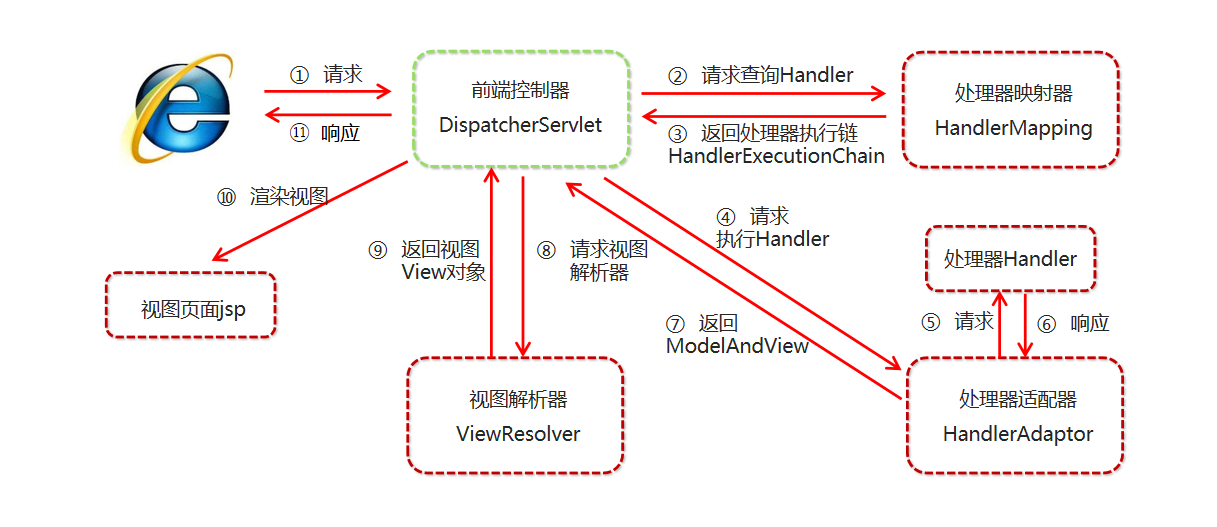 ① 请求
⑪ 响应
前端控制器
DispatcherServlet
② 请求查询Handler
③ 返回处理器执行链
HandlerExecutionChain
处理器映射器
HandlerMapping
⑩ 渲染视图
视图页面jsp
⑨ 返回视图
View对象
⑧ 请求视图
解析器
④ 请求
执行Handler
⑦ 返回
ModelAndView
处理器Handler
⑤ 请求
⑥ 响应
视图解析器
ViewResolver
处理器适配器
HandlerAdaptor